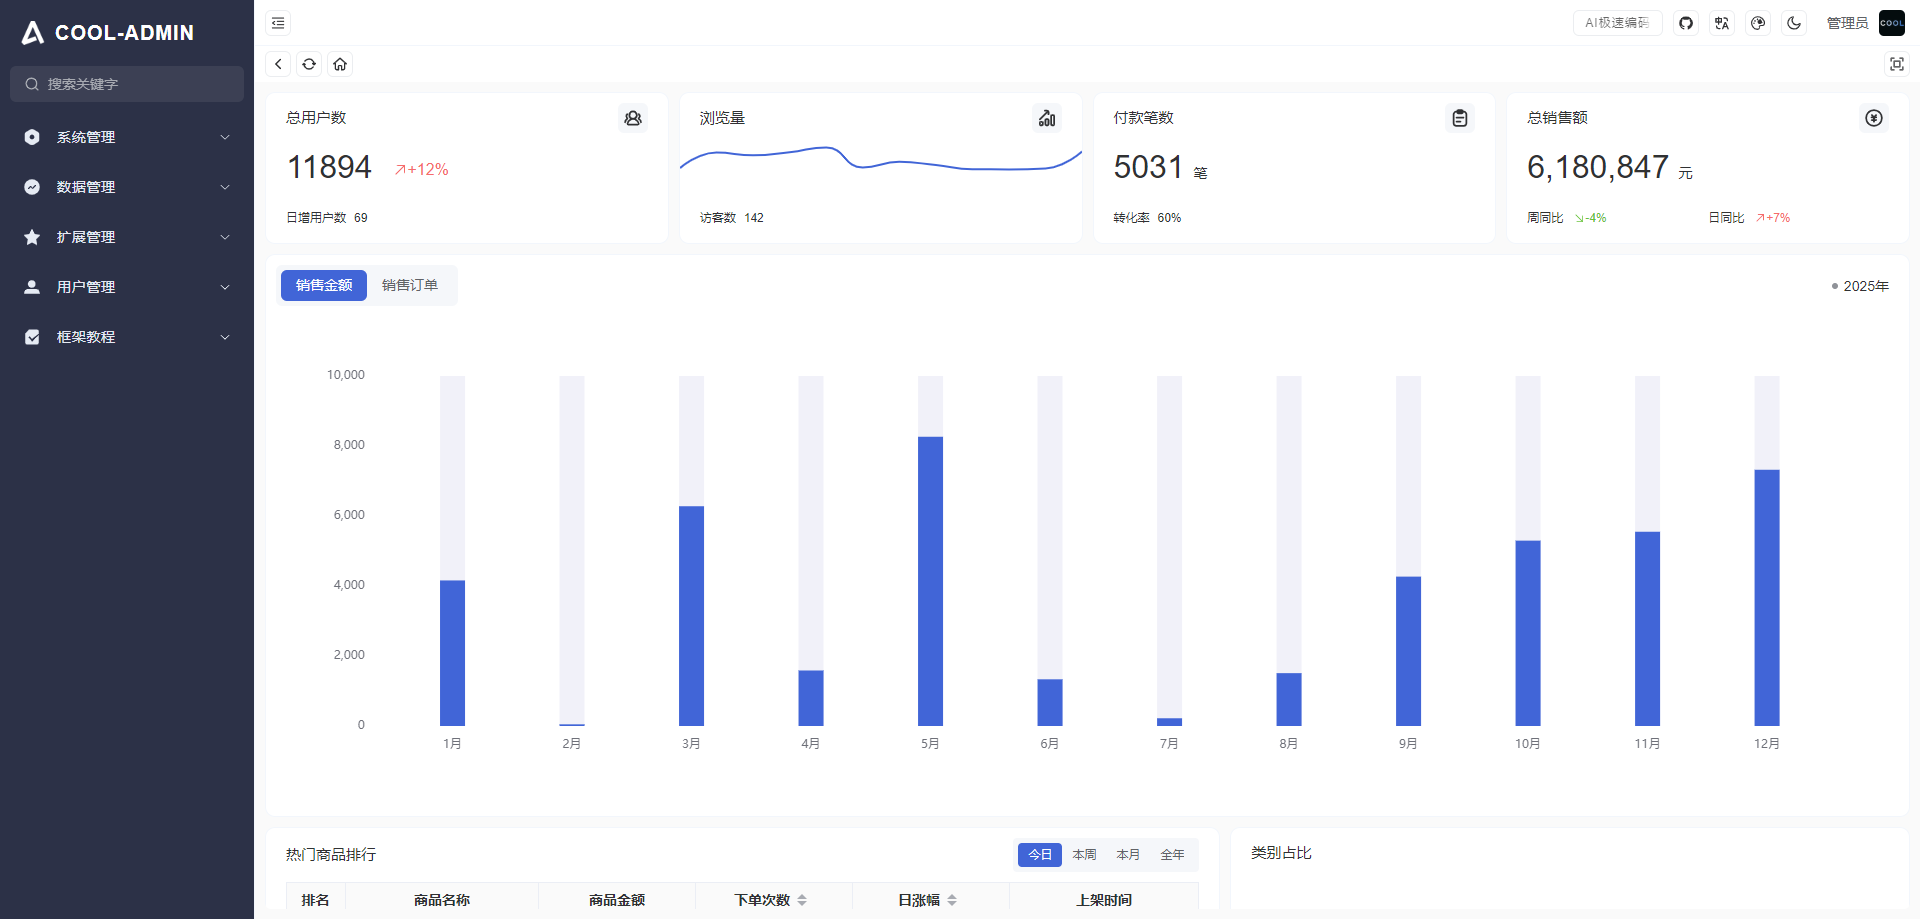 COOL-ADMIN
搜索关键字
系统管理
数据管理
扩展管理
用户管理
框架教程
AI极速编码
管理员
COOL
总用户数
11894 +12%
日增用户数 69
浏览量
访客数 142
付款笔数
5031 笔
转化率 60%
总销售额
6,180,847 元
周同比 -4% 日同比 +7%
销售金额 销售订单
2025年
10,000
8,000
6,000
4,000
2,000
0
1月 2月 3月 4月 5月 6月 7月 8月 9月 10月 11月 12月
热门商品排行
今日 本周 本月 全年
排名 商品名称 商品金额 下单次数 日涨幅 上架时间
类别占比